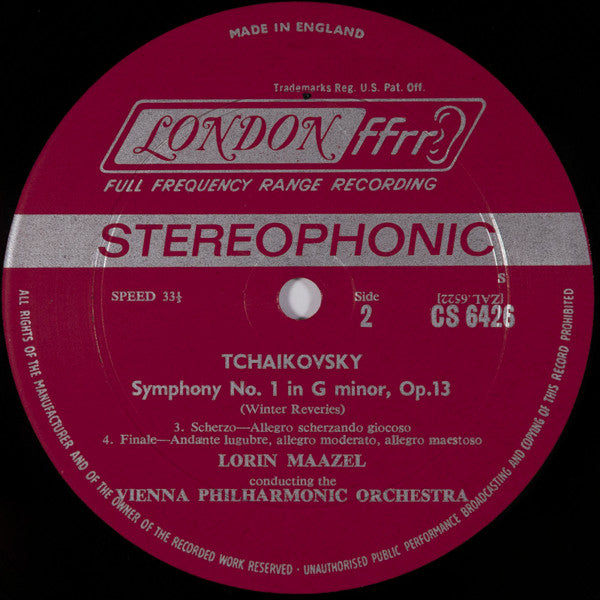 MADE IN ENGLAND
Trademarks Reg. U.S. Pat. Off.
LONDON ffrr
FULL FREQUENCY RANGE RECORDING
STEREOPHONIC
S
SPEED 33⅓
Side
2
[ZAL.6522]
CS 6426
TCHAIKOVSKY
Symphony No. 1 in G minor, Op.13
(Winter Reveries)
3. Scherzo—Allegro scherzando giocoso
4. Finale—Andante lugubre, allegro moderato, allegro maestoso
LORIN MAAZEL
conducting the
VIENNA PHILHARMONIC ORCHESTRA
ALL RIGHTS OF THE MANUFACTURER AND OF THE OWNER OF THE RECORDED WORK RESERVED - UNAUTHORISED PUBLIC PERFORMANCE BROADCASTING AND COPYING OF THIS RECORD PROHIBITED